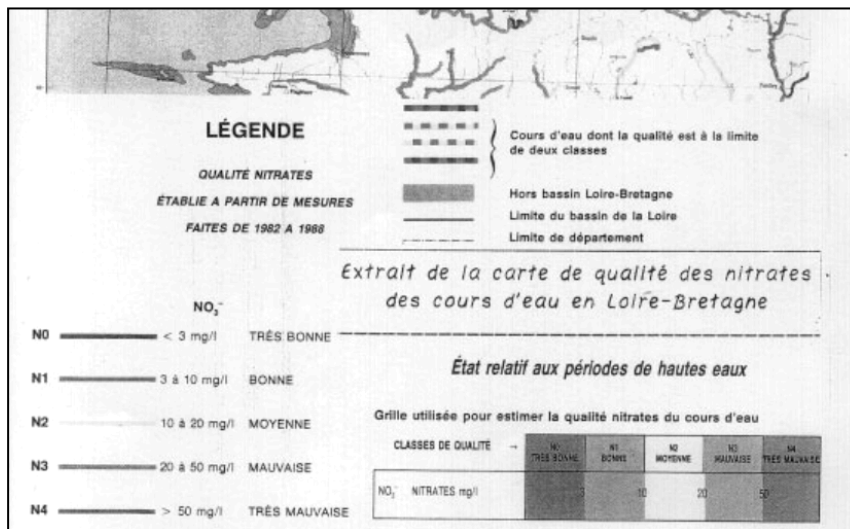 LÉGENDE
QUALITÉ NITRATES
ÉTABLIE A PARTIR DE MESURES
FAITES DE 1982 A 1988
Cours d'eau dont la qualité est à la limite
de deux classes
Hors bassin Loire-Bretagne
Limite du bassin de la Loire
Limite de département
Extrait de la carte de qualité des nitrates
des cours d'eau en Loire-Bretagne
NO₃⁻
N0 < 3 mg/l TRÉS BONNE
N1 3 à 10 mg/l BONNE
N2 10 à 20 mg/l MOYENNE
N3 20 à 50 mg/l MAUVAISE
N4 > 50 mg/l TRÈS MAUVAISE
État relatif aux périodes de hautes eaux
Grille utilisée pour estimer la qualité nitrates du cours d'eau
CLASSES DE QUALITÉ → N0 N1 N2 N3 N4
TRÈS BONNE BONNE MOYENNE MAUVAISE TRÈS MAUVAISE
NO₃⁻ NITRATES mg/l 3 10 20 50